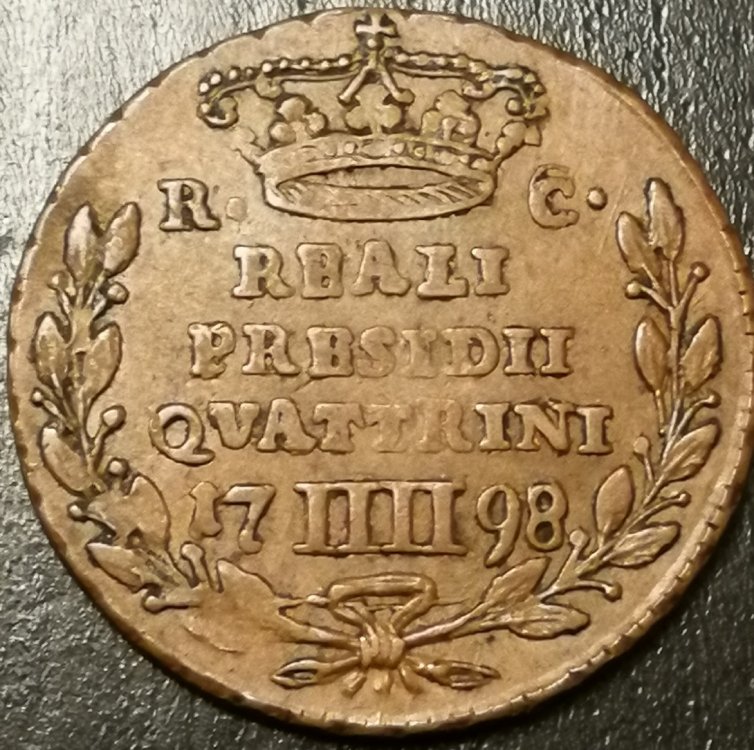 R. C.
REALI
PRESIDII
QVATTRINI
17 IIII 98